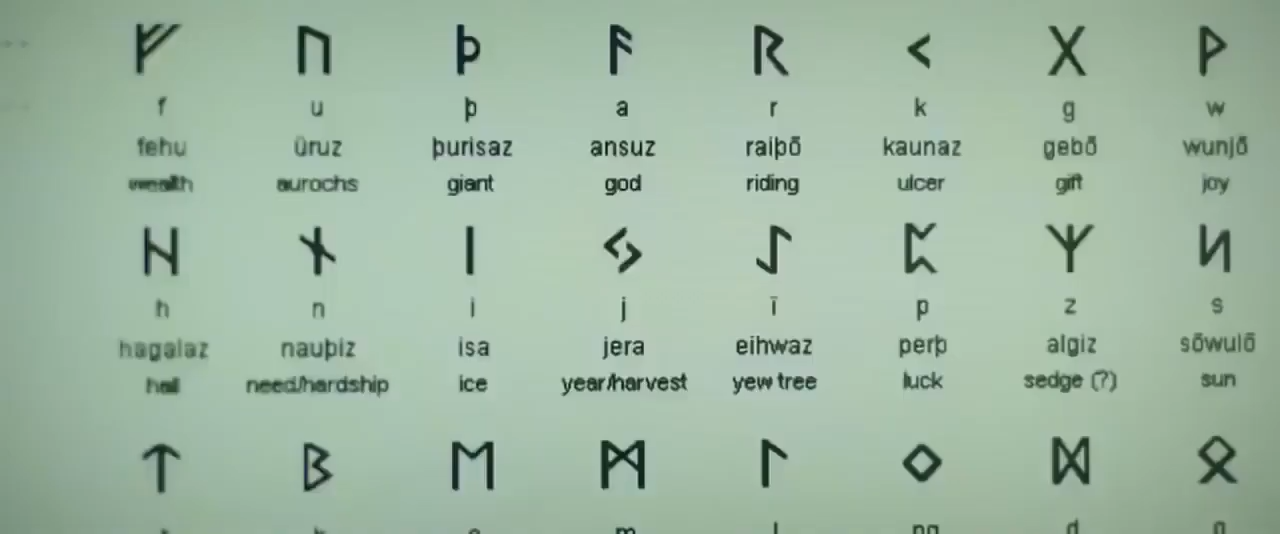 ᚠ ᚢ ᚦ ᚨ ᚱ ᚲ ᚷ ᚹ
f u þ a r k g w
fehu ūruz þurisaz ansuz raiþō kaunaz gebō wunjō
wealth aurochs giant god riding ulcer gift joy
ᚺ ᚾ ᛁ ᛃ ᛇ ᛈ ᛉ ᛋ
h n i j ī p z s
hagalaz nauþiz isa jera eihwaz perþ algiz sōwulō
hail need/hardship ice year/harvest yew tree luck sedge (?) sun
ᛏ ᛒ ᛖ ᛗ ᛚ ᛜ ᛞ ᛟ
m l ng d